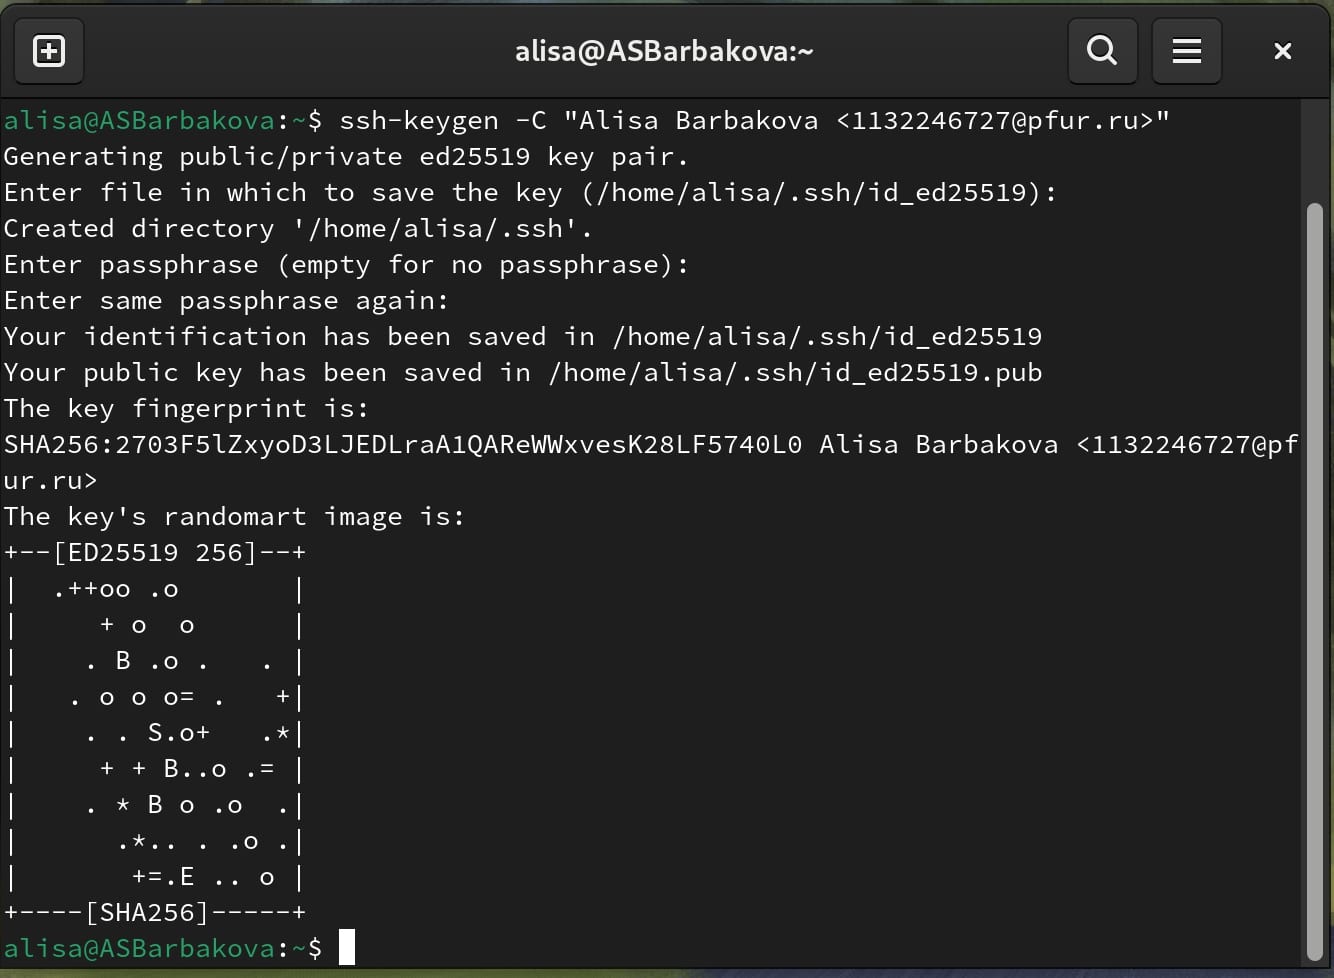 alisa@ASBarbakova:~
alisa@ASBarbakova:~$ ssh-keygen -C "Alisa Barbakova <1132246727@pfur.ru>"
Generating public/private ed25519 key pair.
Enter file in which to save the key (/home/alisa/.ssh/id_ed25519):
Created directory '/home/alisa/.ssh'.
Enter passphrase (empty for no passphrase):
Enter same passphrase again:
Your identification has been saved in /home/alisa/.ssh/id_ed25519
Your public key has been saved in /home/alisa/.ssh/id_ed25519.pub
The key fingerprint is:
SHA256:2703F5lZxyoD3LJEDLraA1QAReWWxvesK28LF5740L0 Alisa Barbakova <1132246727@pf
ur.ru>
The key's randomart image is:
+--[ED25519 256]--+
|  .++oo .o       |
|     + o  o      |
|    . B .o .   . |
|   . o o o= .   +|
|    . . S.o+   .*|
|     + + B..o .= |
|    . * B o .o  .|
|      .*.. . .o .|
|       +=.E .. o |
+----[SHA256]-----+
alisa@ASBarbakova:~$